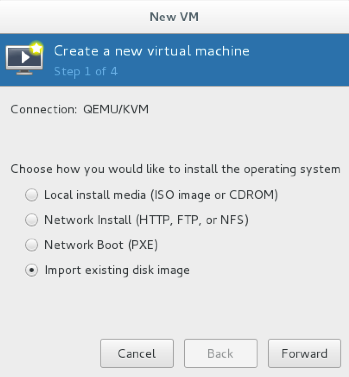 New VM
Create a new virtual machine
Step 1 of 4
Connection: QEMU/KVM
Choose how you would like to install the operating system
Local install media (ISO image or CDROM)
Network Install (HTTP, FTP, or NFS)
Network Boot (PXE)
Import existing disk image
Cancel Back Forward